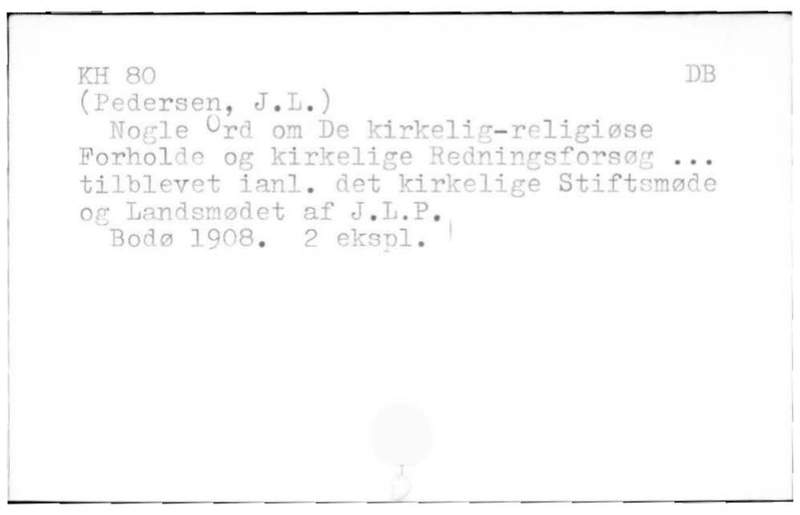 KH 80 DB
(Pedersen, J.L.)
Nogle Ord om De kirkelig-religiøse
Forholde og kirkelige Redningsforsøg ...
tilblevet ianl. det kirkelige Stiftsmøde
og Landsmødet af J.L.P.
Bodø 1908. 2 ekspl.